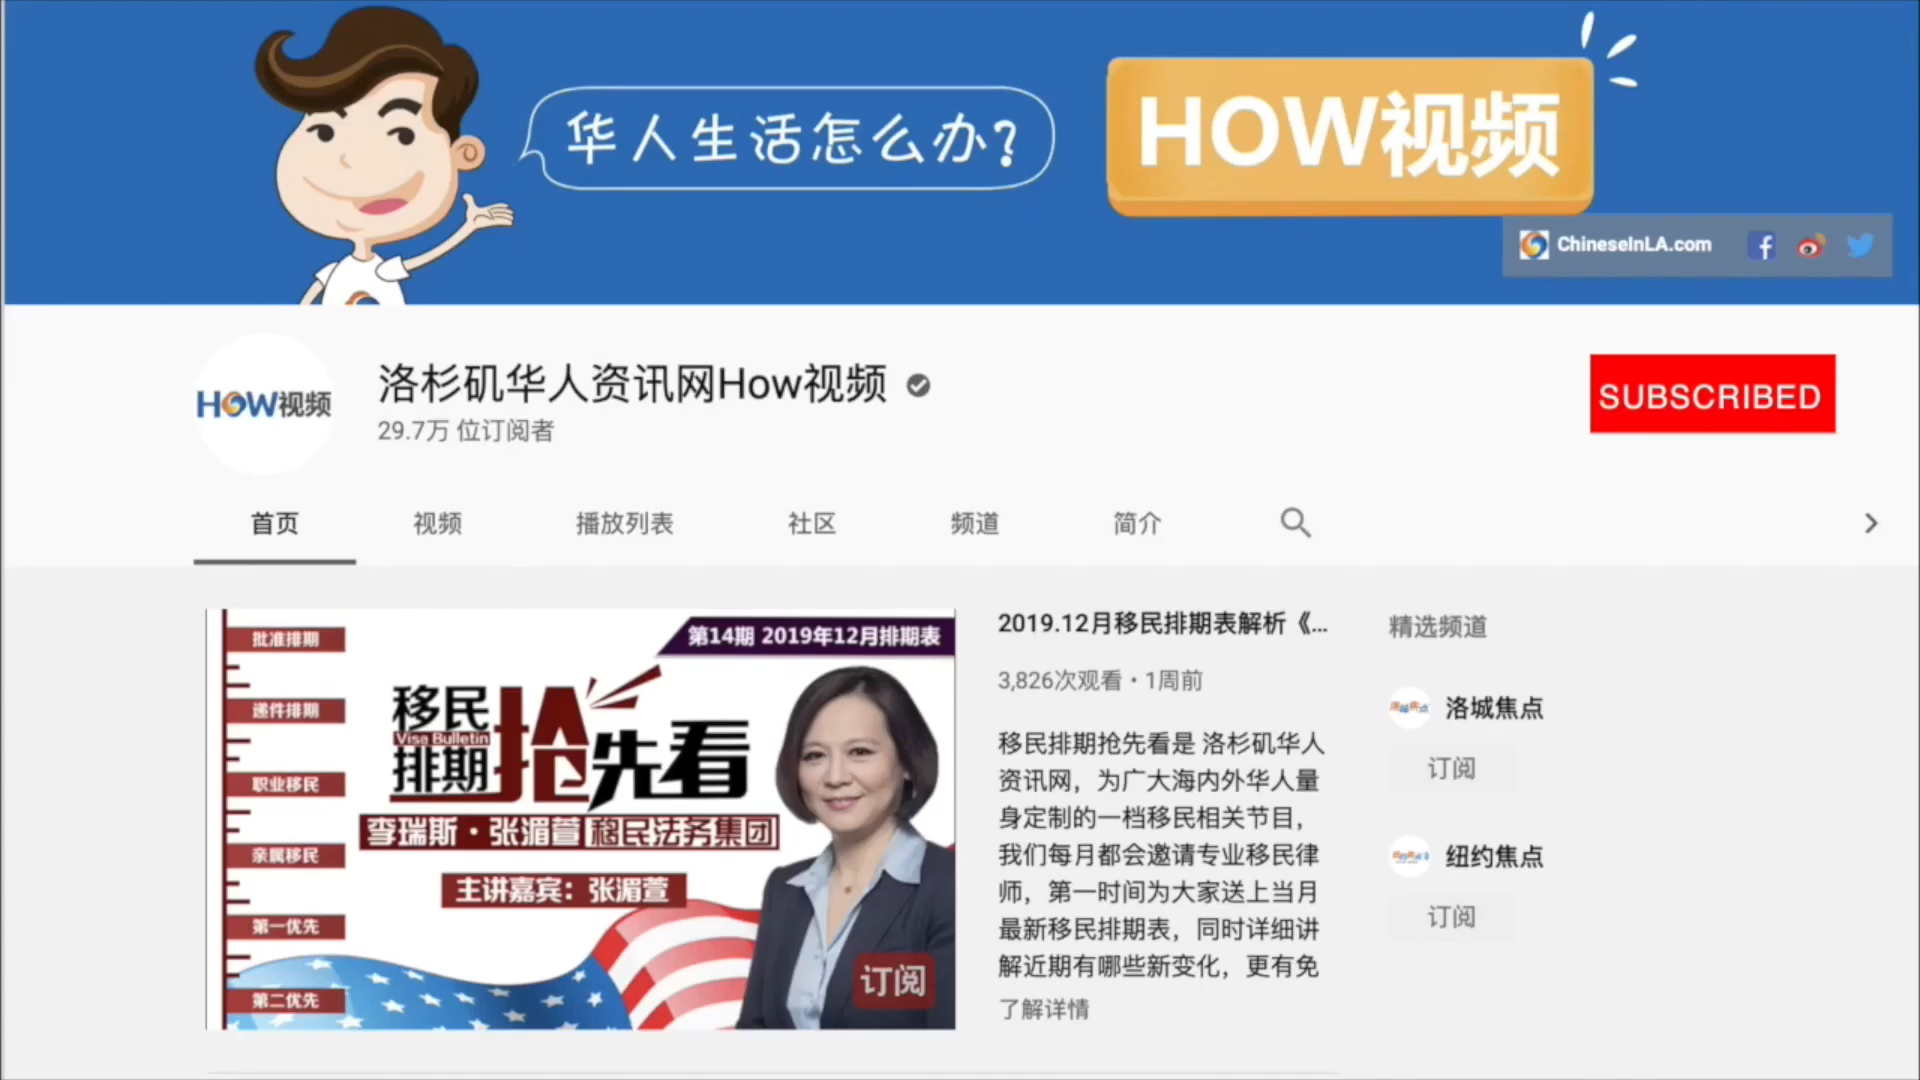 华人生活怎么办?
HOW视频
ChineseInLA.com
HOW视频
洛杉矶华人资讯网How视频
29.7万 位订阅者
SUBSCRIBED
首页
视频
播放列表
社区
频道
简介
批准排期
递件排期
职业移民
亲属移民
第一优先
第二优先
第14期 2019年12月排期表
移民
Visa Bulletin
排期
抢先看
李瑞斯·张湄萱 移民法务集团
主讲嘉宾：张湄萱
订阅
2019.12月移民排期表解析《...
3,826次观看・1周前
移民排期抢先看是 洛杉矶华人
资讯网，为广大海内外华人量
身定制的一档移民相关节目，
我们每月都会邀请专业移民律
师，第一时间为大家送上当月
最新移民排期表，同时详细讲
解近期有哪些新变化，更有免
了解详情
精选频道
洛城焦点
订阅
纽约焦点
订阅